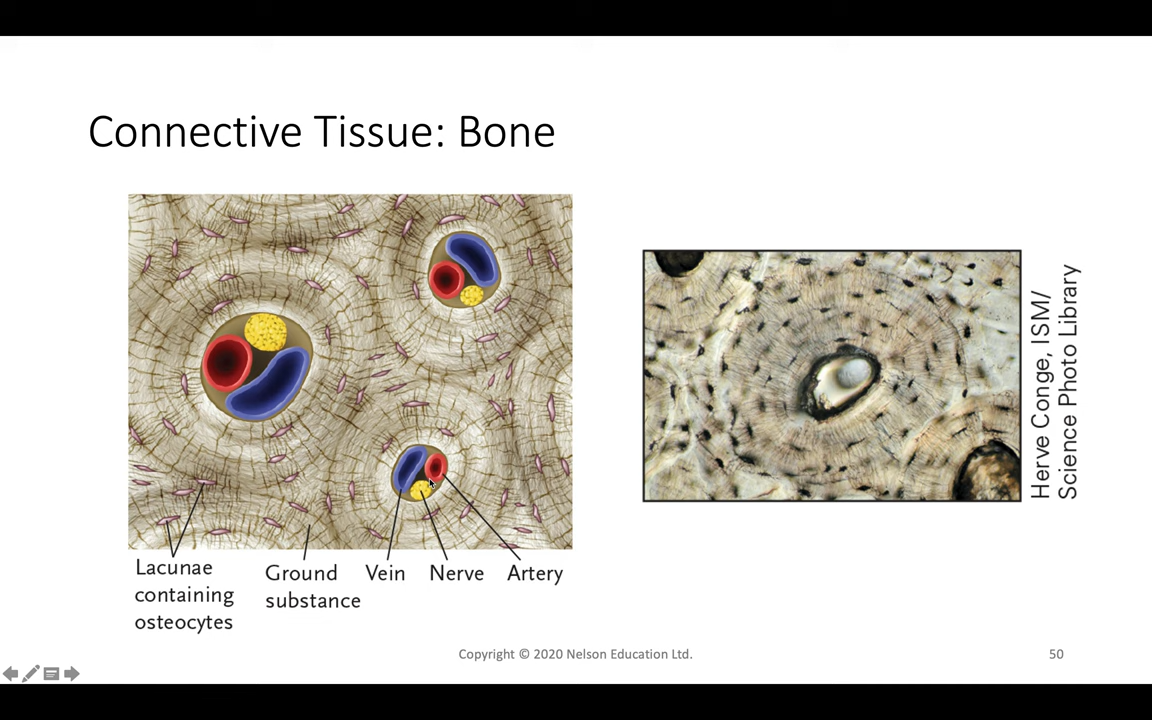 Connective Tissue: Bone
Herve Conge, ISM/
Science Photo Library
Lacunae
containing
osteocytes
Ground
substance
Vein
Nerve
Artery
Copyright © 2020 Nelson Education Ltd.
50